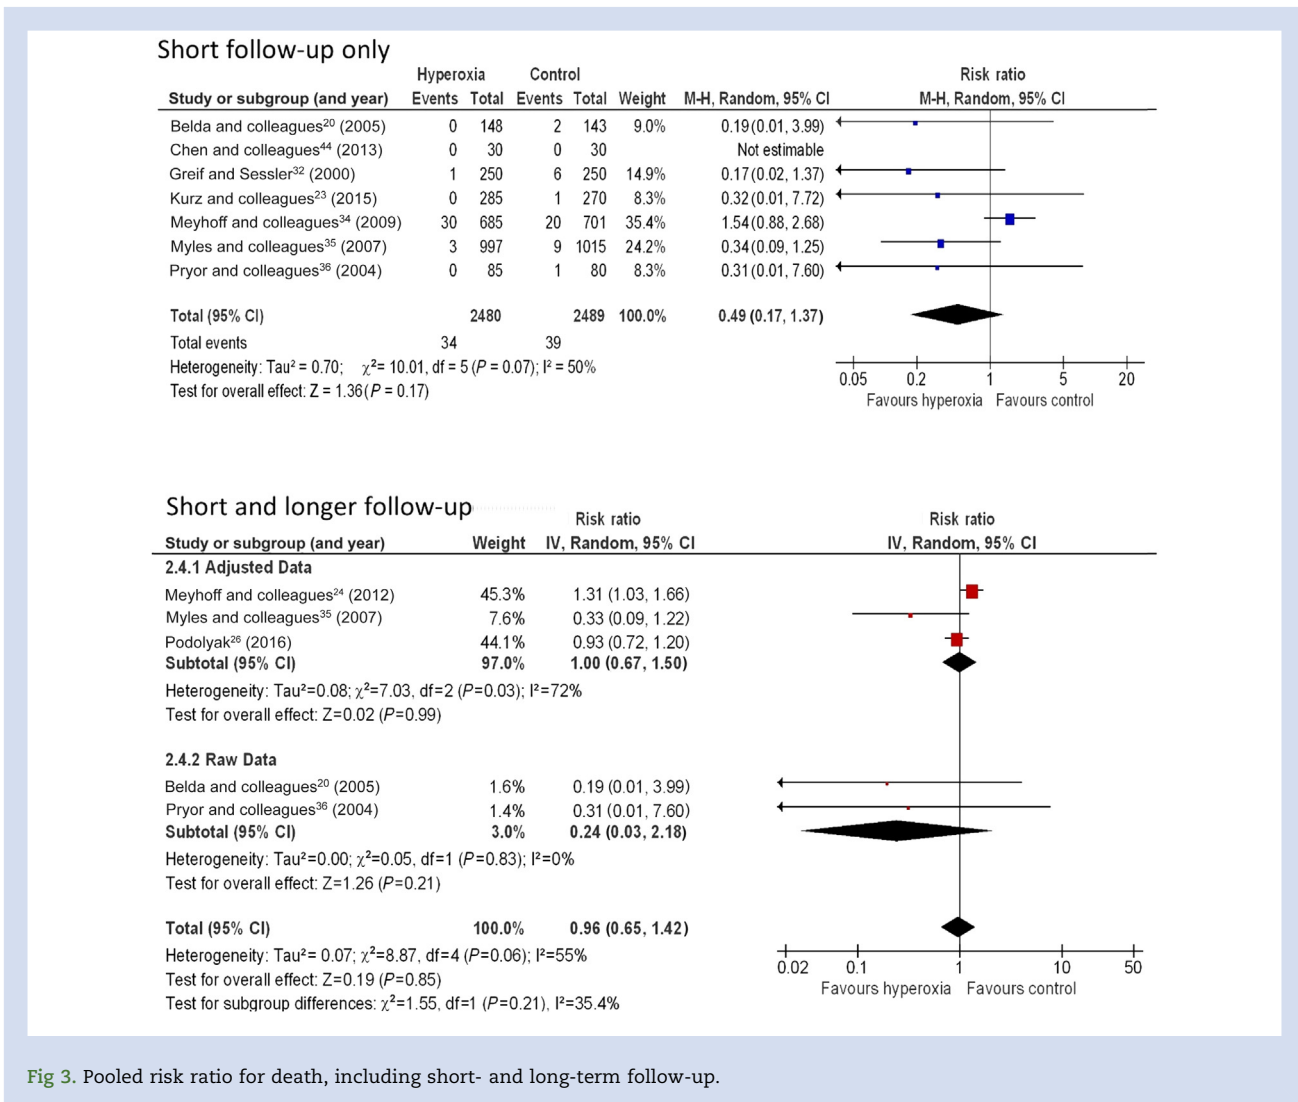 Short follow-up only
Hyperoxia Control Risk ratio
Study or subgroup (and year) Events Total Events Total Weight M-H, Random, 95% CI M-H, Random, 95% CI
Belda and colleagues²⁰ (2005) 0 148 2 143 9.0% 0.19(0.01, 3.99)
Chen and colleagues⁴⁴ (2013) 0 30 0 30 Not estimable
Greif and Sessler³² (2000) 1 250 6 250 14.9% 0.17(0.02, 1.37)
Kurz and colleagues²³ (2015) 0 285 1 270 8.3% 0.32(0.01, 7.72)
Meyhoff and colleagues³⁴ (2009) 30 685 20 701 35.4% 1.54(0.88, 2.68)
Myles and colleagues³⁵ (2007) 3 997 9 1015 24.2% 0.34(0.09, 1.25)
Pryor and colleagues³⁶ (2004) 0 85 1 80 8.3% 0.31(0.01, 7.60)
Total (95% CI) 2480 2489 100.0% 0.49 (0.17, 1.37)
Total events 34 39
Heterogeneity: Tau² = 0.70; χ²= 10.01, df = 5 (P = 0.07); I² = 50%
Test for overall effect: Z = 1.36(P = 0.17)
0.05 0.2 1 5 20
Favours hyperoxia Favours control
Short and longer follow-up
Risk ratio Risk ratio
Study or subgroup (and year) Weight IV, Random, 95% CI IV, Random, 95% CI
2.4.1 Adjusted Data
Meyhoff and colleagues²⁴ (2012) 45.3% 1.31 (1.03, 1.66)
Myles and colleagues³⁵ (2007) 7.6% 0.33 (0.09, 1.22)
Podolyak²⁶ (2016) 44.1% 0.93 (0.72, 1.20)
Subtotal (95% CI) 97.0% 1.00 (0.67, 1.50)
Heterogeneity: Tau²=0.08; χ²=7.03, df=2 (P=0.03); I²=72%
Test for overall effect: Z=0.02 (P=0.99)
2.4.2 Raw Data
Belda and colleagues²⁰ (2005) 1.6% 0.19 (0.01, 3.99)
Pryor and colleagues³⁶ (2004) 1.4% 0.31 (0.01, 7.60)
Subtotal (95% CI) 3.0% 0.24 (0.03, 2.18)
Heterogeneity: Tau²=0.00; χ²=0.05, df=1 (P=0.83); I²=0%
Test for overall effect: Z=1.26 (P=0.21)
Total (95% CI) 100.0% 0.96 (0.65, 1.42)
Heterogeneity: Tau²= 0.07; χ²=8.87, df=4 (P=0.06); I²=55%
Test for overall effect: Z=0.19 (P=0.85)
Test for subgroup differences: χ²=1.55, df=1 (P=0.21), I²=35.4%
0.02 0.1 1 10 50
Favours hyperoxia Favours control
Fig 3. Pooled risk ratio for death, including short- and long-term follow-up.